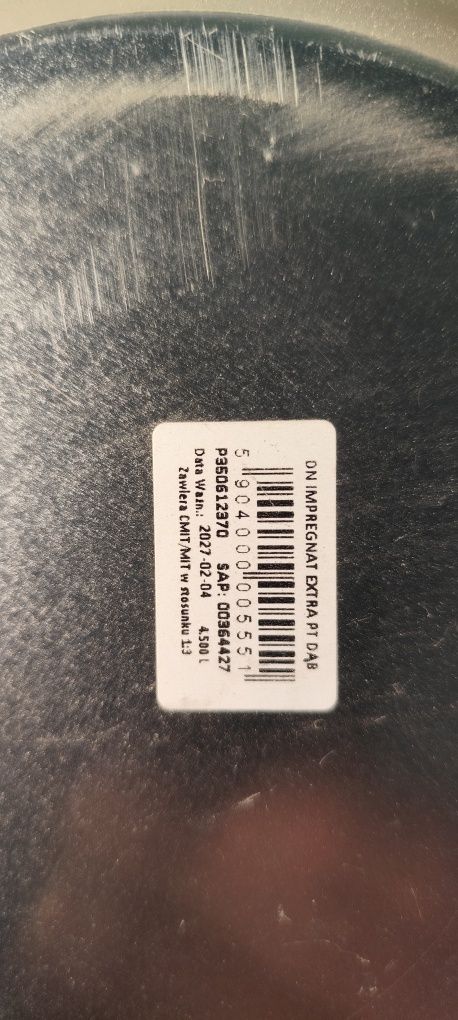 DN IMPREGNAT EXTRA PT DĄB
5 904000 005551
P350612370 SAP: 00364427
Data Ważn.: 2027-02-04 4.500 l
Zawiera CMIT/MIT w stosunku 1:3